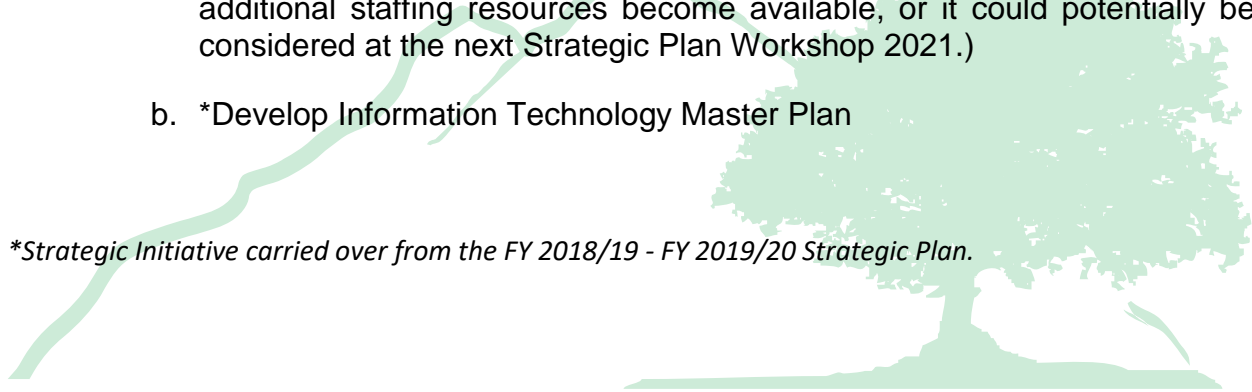 additional staffing resources become available, or it could potentially be
considered at the next Strategic Plan Workshop 2021.)
b. *Develop Information Technology Master Plan
*Strategic Initiative carried over from the FY 2018/19 - FY 2019/20 Strategic Plan.